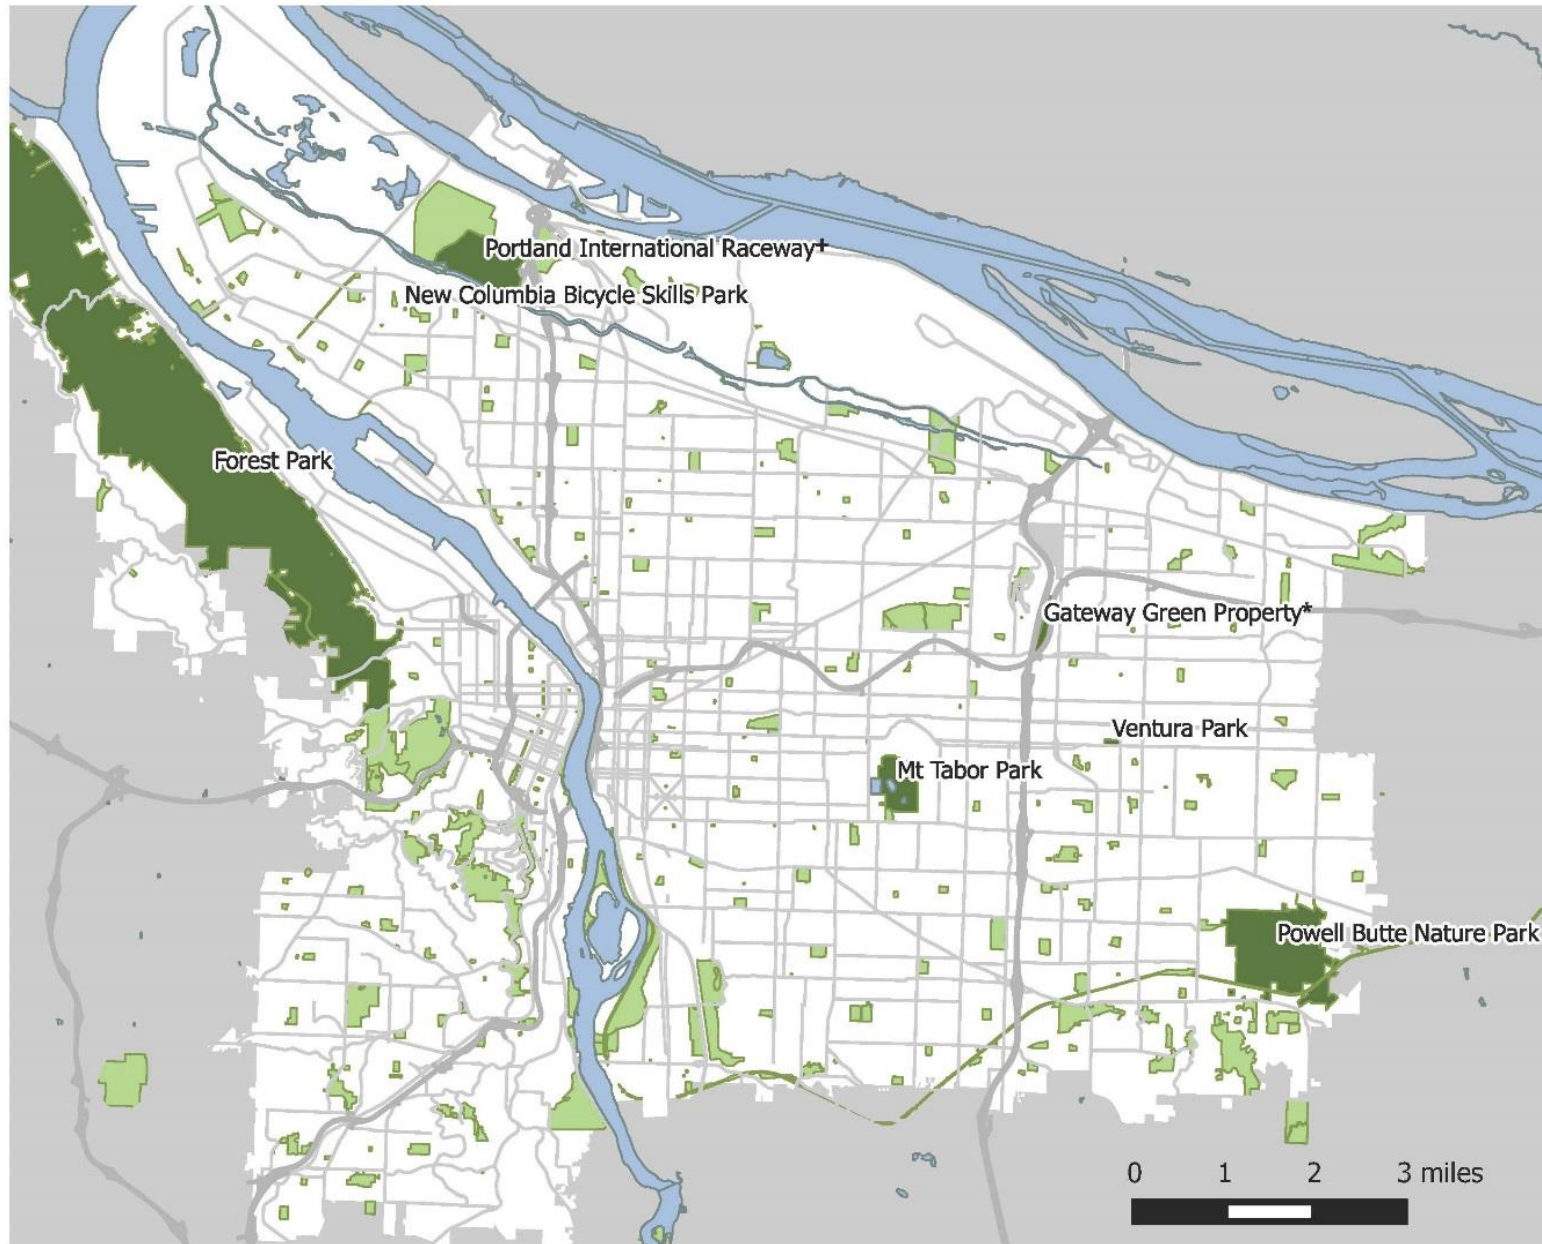 Portland International Raceway+
New Columbia Bicycle Skills Park
Forest Park
Gateway Green Property*
Ventura Park
Mt Tabor Park
Powell Butte Nature Park
0 1 2 3 miles